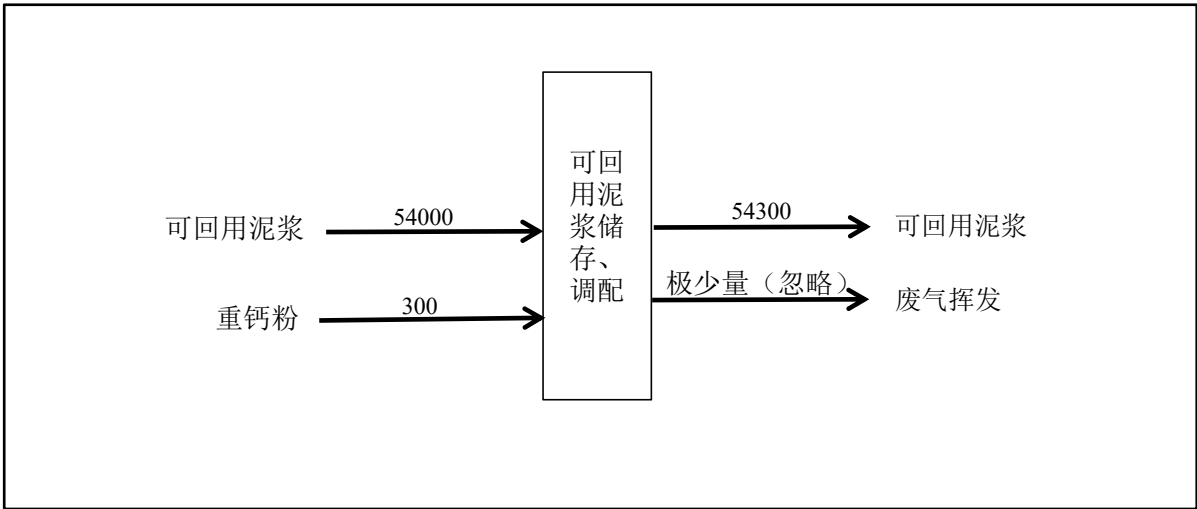 可回用泥浆
54000
重钙粉
300
可回
用泥
浆储
存、
调配
54300
可回用泥浆
极少量（忽略）
废气挥发